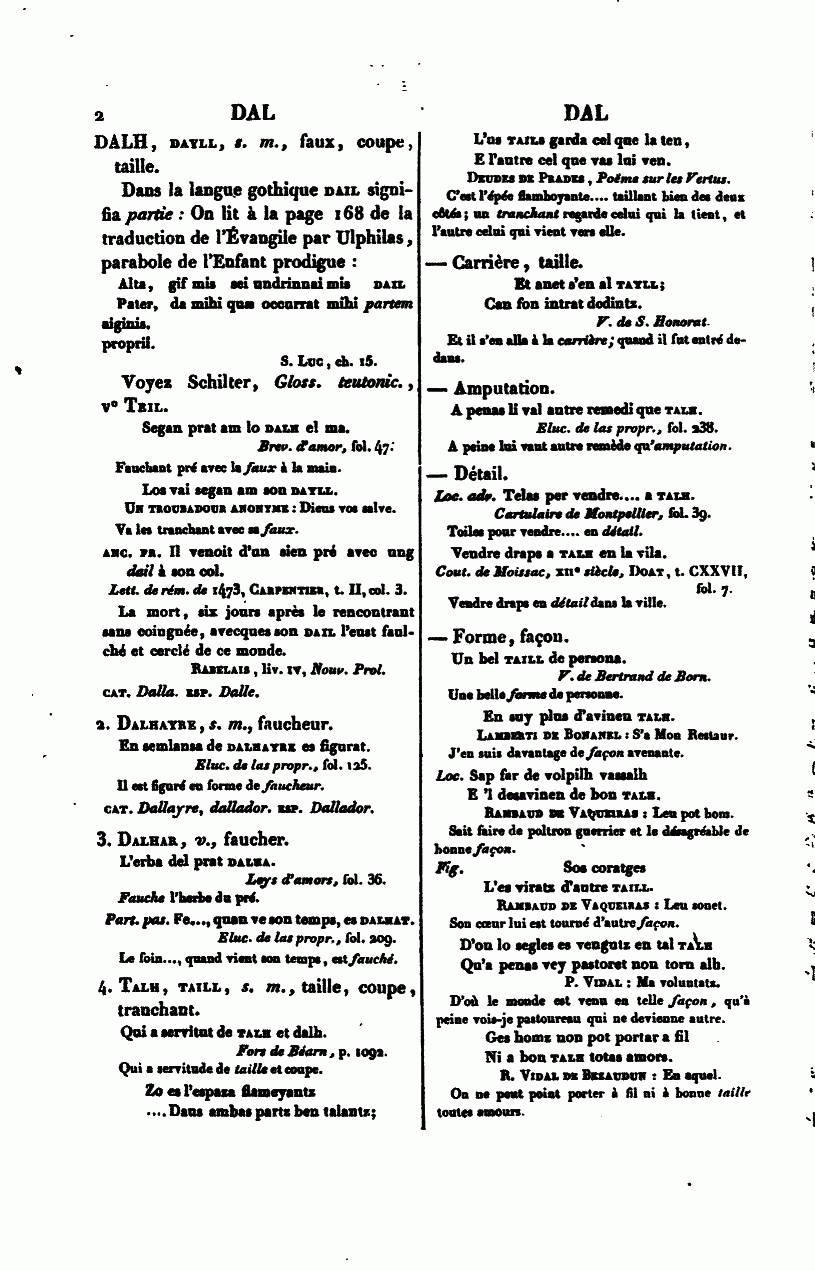 2 DAL
DALH, DAYLL, s. m., faux, coupe,
taille.
Dans la langue gothique DAIL signi-
fia partie : On lit à la page 168 de la
traduction de l'Évangile par Ulphilas,
parabole de l'Enfant prodigue :
Alta, gif mis sei undrinnai mis DAIL
Pater, da mihi quæ occurrat mihi partem
aiginis.
proprii.
S. LUC, ch. 15.
Voyez Schilter, Gloss. teutonic.,
v° TEIL.
Segan prat am lo DALH el ma.
Brev. d'amor, fol. 47.
Fauchant pré avec la faux à la main.
Los vai segan am son DAYLL.
UN TROUBADOUR ANONYME : Dieus vos salve.
Va les tranchant avec sa faux.
ANC. FR. Il venoit d'un sien pré avec ung
dail à son col.
Lett. de rém. de 1473, CARPENTIER, t. II, col. 3.
La mort, six jours après le rencontrant
sans coingnée, avecques son DAIL l'eust faul-
ché et cerclé de ce monde.
RABELAIS, liv. IV, Nouv. Prol.
CAT. Dalla. ESP. Dalle.
2. DALHAYRE, s. m., faucheur.
En semlansa de DALHAYRE es figurat.
Eluc. de las propr., fol. 125.
Il est figuré en forme de faucheur.
CAT. Dallayre, dallador. ESP. Dallador.
3. DALHAR, v., faucher.
L'erba del prat DALHA.
Leys d'amors, fol. 36.
Fauche l'herbe du pré.
Part. pas. Fe..., quan ve son temps, es DALHAT.
Eluc. de las propr., fol. 209.
Le foin..., quand vient son temps, est fauché.
4. TALH, TAILL, s. m., taille, coupe,
tranchant.
Qui a servitut de TALH et dalh.
Fors de Béarn, p. 1092.
Qui a servitude de taille et coupe.
Zo es l'espaza flameyantz
.... Dans ambas partz ben talantz;
DAL
L'us TAILS garda cel que la ten,
E l'autre cel que vas lui ven.
DEUDES DE PRADES, Poëme sur les Vertus.
C'est l'épée flamboyante.... taillant bien des deux
côtés; un tranchant regarde celui qui la tient, et
l'autre celui qui vient vers elle.
— Carrière, taille.
Et anet s'en al TAYLL;
Can fon intrat dedintz.
V. de S. Honorat.
Et il s'en alla à la carrière; quand il fut entré de-
dans.
— Amputation.
A penas li val autre remedi que TALH.
Eluc. de las propr., fol. 238.
A peine lui vaut autre remède qu'amputation.
— Détail.
Loc. adv. Telas per vendre.... a TALH.
Cartulaire de Montpellier, fol. 39.
Toiles pour vendre.... en détail.
Vendre draps a TALH en la vila.
Cout. de Moissac, XIIe siècle, DOAT, t. CXXVII,
fol. 7.
Vendre draps en détail dans la ville.
— Forme, façon.
Un bel TAILL de persona.
V. de Bertrand de Born.
Une belle forme de personne.
En suy plus d'avinen TALH.
LAMBERTI DE BONANEL : S'a Mon Restaur.
J'en suis davantage de façon avenante.
Loc. Sap far de volpilh vassalh
E 'l desavinen de bon TALH.
RAMBAUD DE VAQUEIRAS : Leu pot hom.
Sait faire de poltron guerrier et le désagréable de
bonne façon.
Fig. Sos coratges
L'es viratz d'autre TAILL.
RAMBAUD DE VAQUEIRAS : Leu sonet.
Son cœur lui est tourné d'autre façon.
D'on lo segles es vengutz en tal TALH
Qu'a penas vey pastoret non torn alh.
P. VIDAL : Ma voluntatz.
D'où le monde est venu en telle façon, qu'à
peine vois-je pastoureau qui ne devienne autre.
Ges homz non pot portar a fil
Ni a bon TALH totas amors.
R. VIDAL DE BEZAUDUN : En aquel.
On ne peut point porter à fil ni à bonne taille
toutes amours.